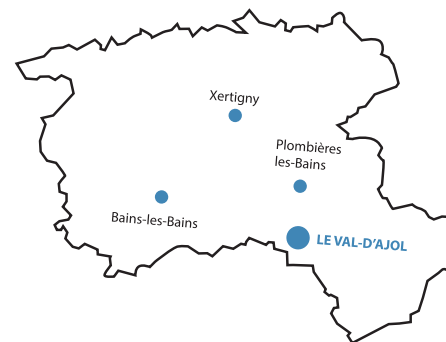 Xertigny
Plombières
les-Bains
Bains-les-Bains
LE VAL-D'AJOL